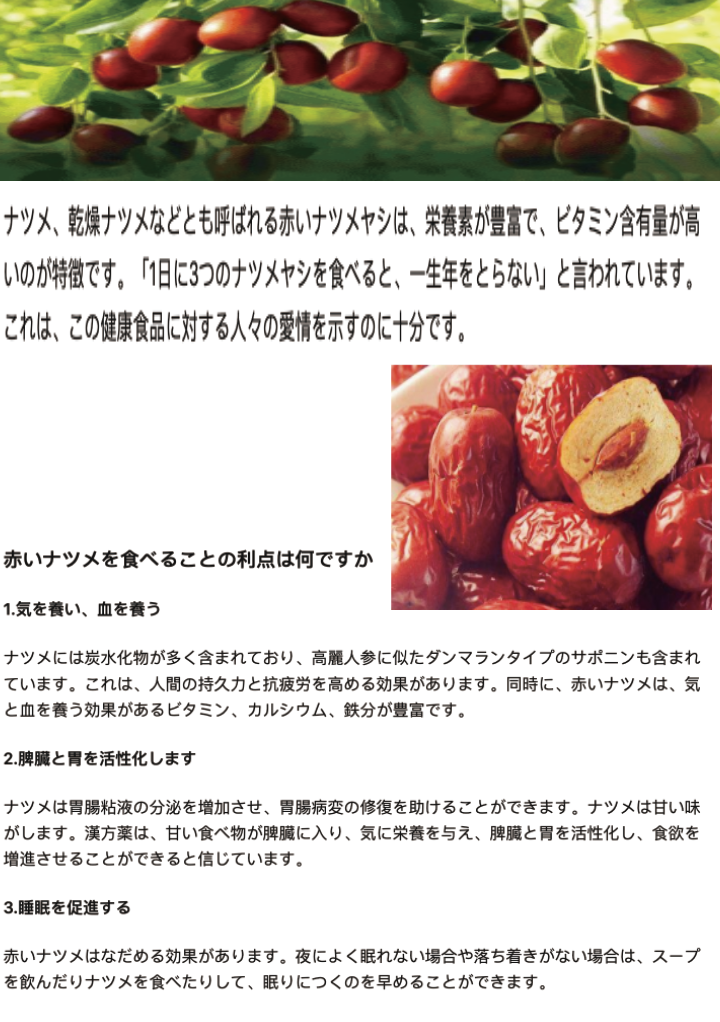 ナツメ、乾燥ナツメなどとも呼ばれる赤いナツメヤシは、栄養素が豊富で、ビタミン含有量が高
いのが特徴です。「1日に3つのナツメヤシを食べると、一生年をとらない」と言われています。
これは、この健康食品に対する人々の愛情を示すのに十分です。
赤いナツメを食べることの利点は何ですか
1.気を養い、血を養う
ナツメには炭水化物が多く含まれており、高麗人参に似たダンマランタイプのサポニンも含まれ
ています。これは、人間の持久力と抗疲労を高める効果があります。同時に、赤いナツメは、気
と血を養う効果があるビタミン、カルシウム、鉄分が豊富です。
2.脾臓と胃を活性化します
ナツメは胃腸粘液の分泌を増加させ、胃腸病変の修復を助けることができます。ナツメは甘い味
がします。漢方薬は、甘い食べ物が脾臓に入り、気に栄養を与え、脾臓と胃を活性化し、食欲を
増進させることができると信じています。
3.睡眠を促進する
赤いナツメはなだめる効果があります。夜によく眠れない場合や落ち着きがない場合は、スープ
を飲んだりナツメを食べたりして、眠りにつくのを早めることができます。